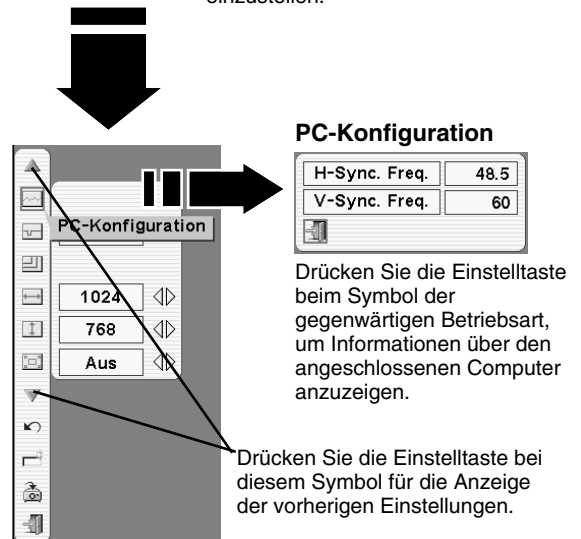 einzustellen.
PC-Konfiguration
H-Sync. Freq. 48.5
V-Sync. Freq. 60
PC-Konfiguration
1024
768
Aus
Drücken Sie die Einstelltaste
beim Symbol der
gegenwärtigen Betriebsart,
um Informationen über den
angeschlossenen Computer
anzuzeigen.
Drücken Sie die Einstelltaste bei
diesem Symbol für die Anzeige
der vorherigen Einstellungen.